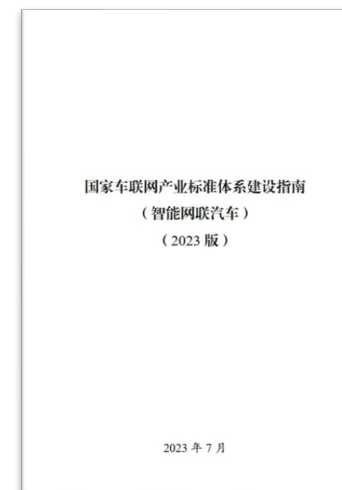 国家车联网产业标准体系建设指南
（智能网联汽车）
（2023 版）
2023 年 7 月